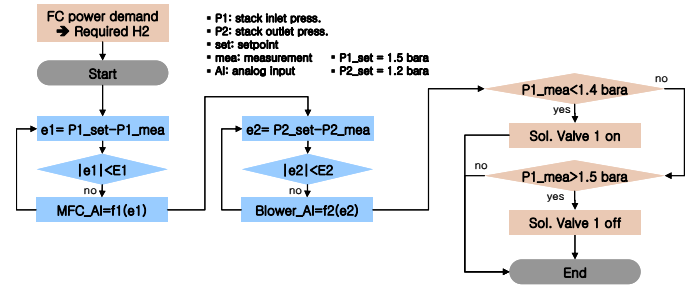 FC power demand
➔ Required H2
▪ P1: stack inlet press.
▪ P2: stack outlet press.
▪ set: setpoint
▪ mea: measurement ▪ P1_set = 1.5 bara
▪ AI: analog input ▪ P2_set = 1.2 bara
Start
e1= P1_set-P1_mea
|e1|<E1
no
MFC_AI=f1(e1)
e2= P2_set-P2_mea
|e2|<E2
no
Blower_AI=f2(e2)
P1_mea<1.4 bara
no
yes
Sol. Valve 1 on
no
P1_mea>1.5 bara
yes
Sol. Valve 1 off
End